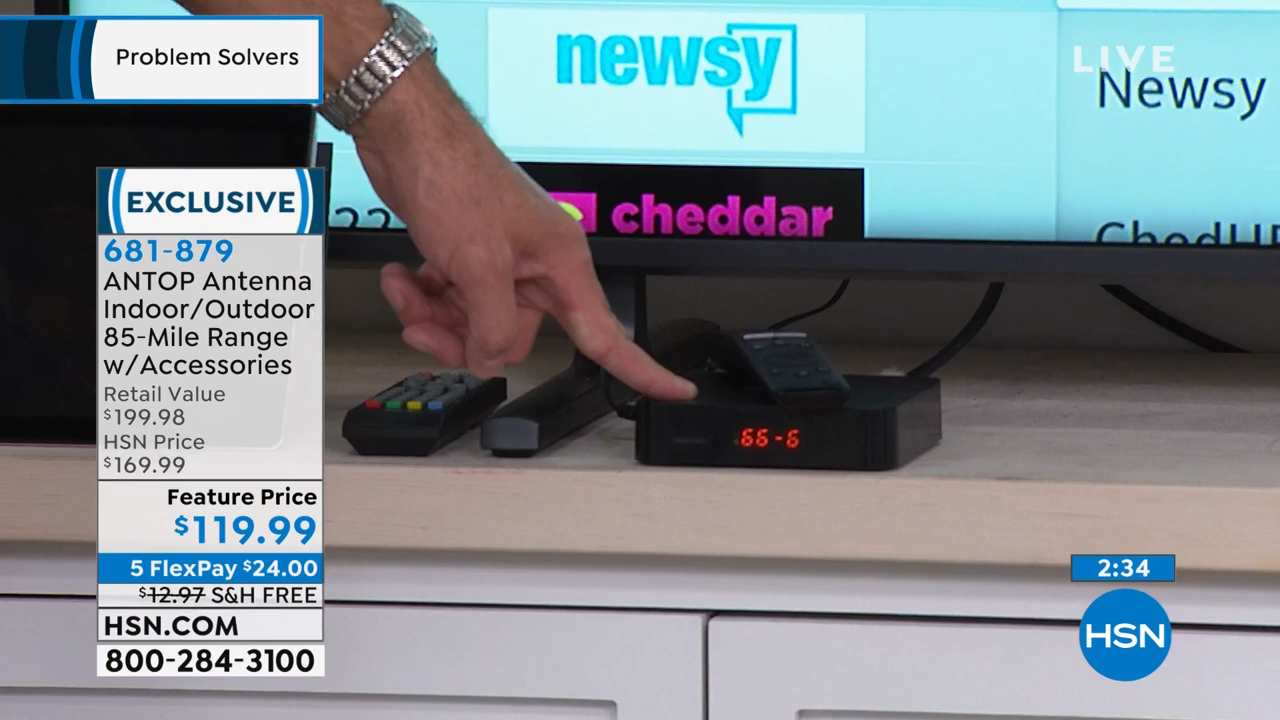 Problem Solvers
newsy
LIVE
Newsy
22
cheddar
EXCLUSIVE
681-879
ANTOP Antenna
Indoor/Outdoor
85-Mile Range
w/Accessories
Retail Value
$199.98
HSN Price
$169.99
Feature Price
$119.99
5 FlexPay $24.00
$12.97 S&H FREE
HSN.COM
800-284-3100
66-6
2:34
HSN